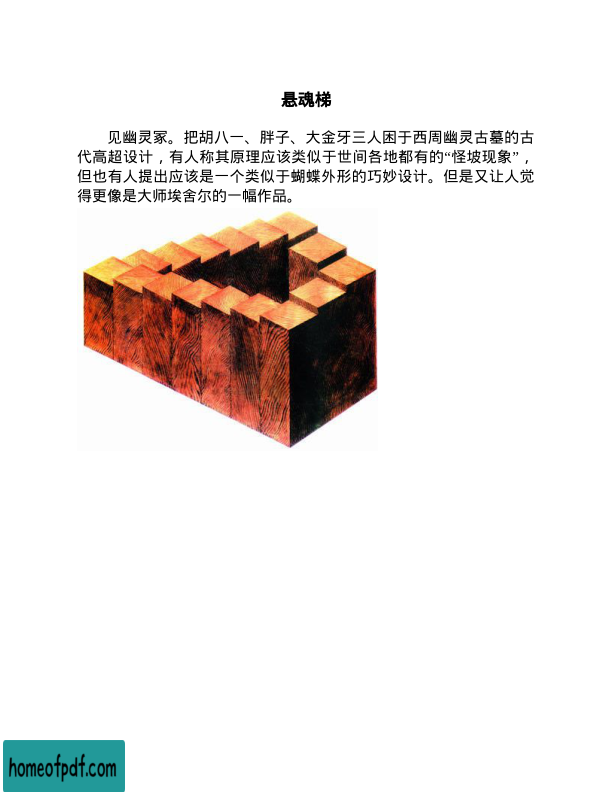 悬魂梯
见幽灵冢。把胡八一、胖子、大金牙三人困于西周幽灵古墓的古
代高超设计，有人称其原理应该类似于世间各地都有的“怪坡现象”，
但也有人提出应该是一个类似于蝴蝶外形的巧妙设计。但是又让人觉
得更像是大师埃舍尔的一幅作品。
homeofpdf.com